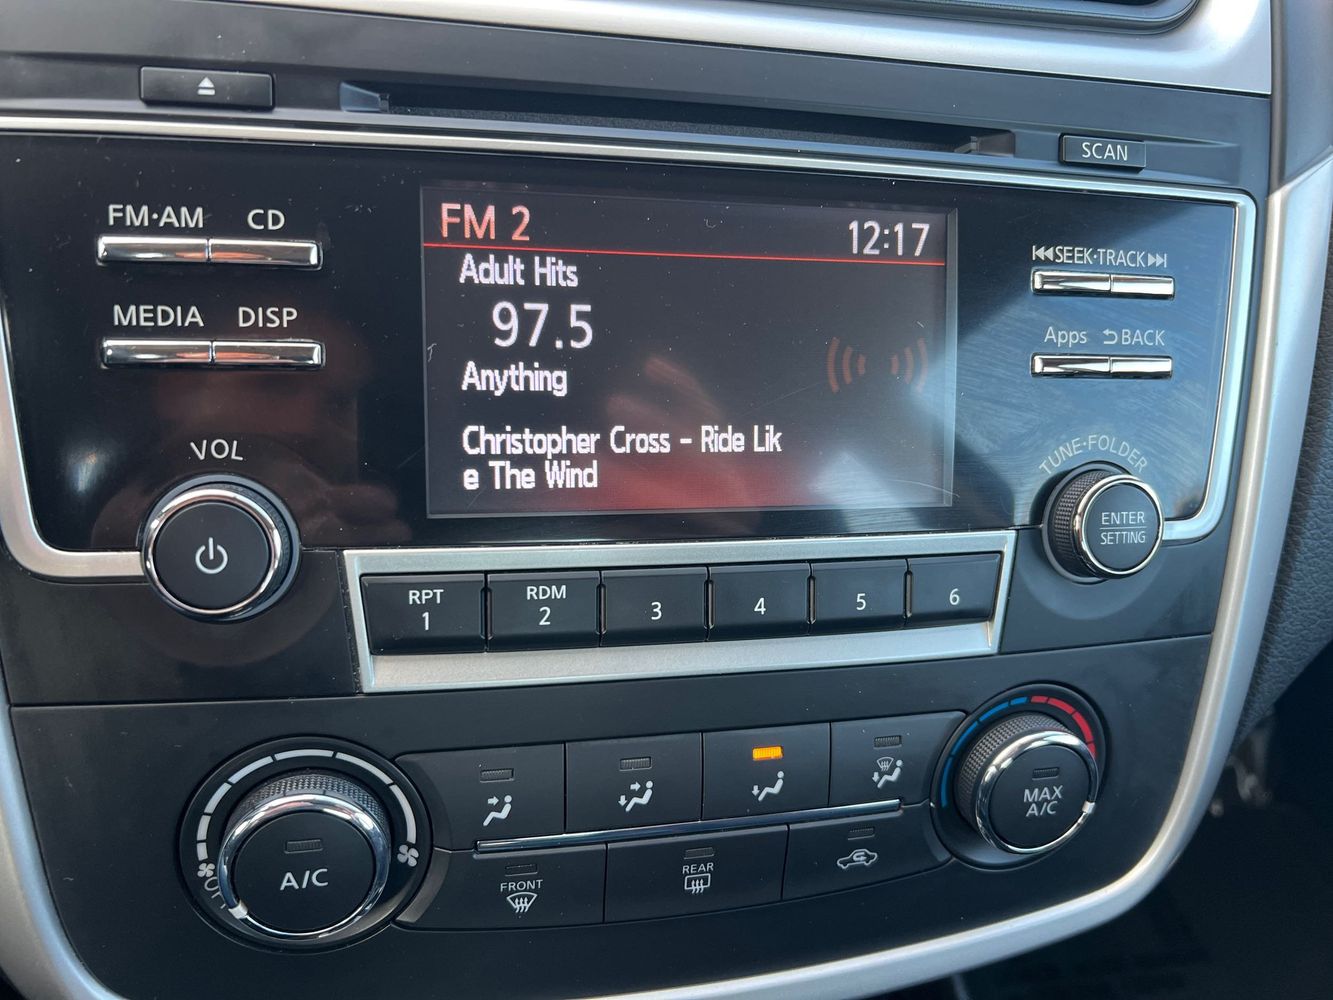 SCAN
FM·AM CD
FM 2 12:17
SEEK·TRACK
Adult Hits
MEDIA DISP
97.5
Apps BACK
Anything
VOL
TUNE·FOLDER
Christopher Cross - Ride Lik
e The Wind
ENTER
SETTING
RPT
1
RDM
2
3
4
5
6
MAX
A/C
A/C
OFF
FRONT
REAR